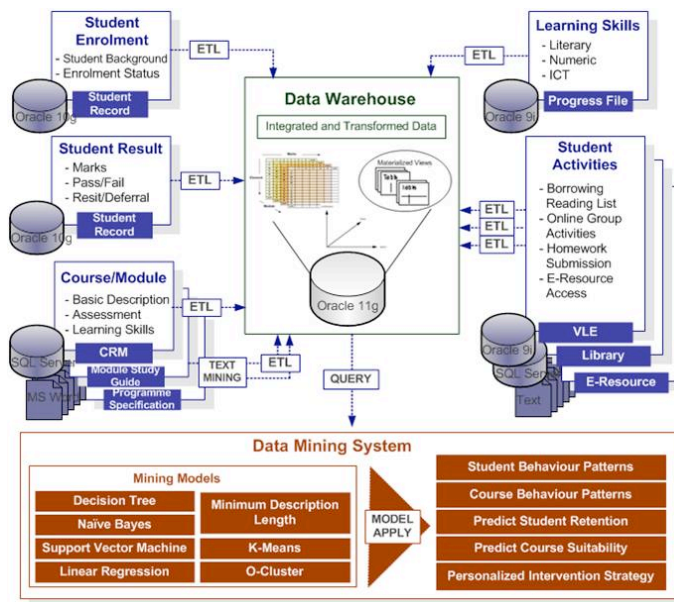 Student
Enrolment
- Student Background
- Enrolment Status
Student
Record
Oracle 10g
ETL
Student Result
- Marks
- Pass/Fail
- Resit/Deferral
Student
Record
Oracle 10g
ETL
Course/Module
- Basic Description
- Assessment
- Learning Skills
CRM
SQL Server
Module Study
Guide
Programme
Specification
MS Word
ETL
TEXT
MINING
ETL
Data Warehouse
Integrated and Transformed Data
Materialized Views
Table
Table
Oracle 11g
QUERY
Learning Skills
- Literary
- Numeric
- ICT
Progress File
Oracle 9i
ETL
Student
Activities
- Borrowing
Reading List
- Online Group
Activities
- Homework
Submission
- E-Resource
Access
VLE
Oracle 9i
Library
SQL Server
E-Resource
Text
ETL
ETL
ETL
Data Mining System
Mining Models
Decision Tree
Naïve Bayes
Support Vector Machine
Linear Regression
Minimum Description
Length
K-Means
O-Cluster
MODEL
APPLY
Student Behaviour Patterns
Course Behaviour Patterns
Predict Student Retention
Predict Course Suitability
Personalized Intervention Strategy